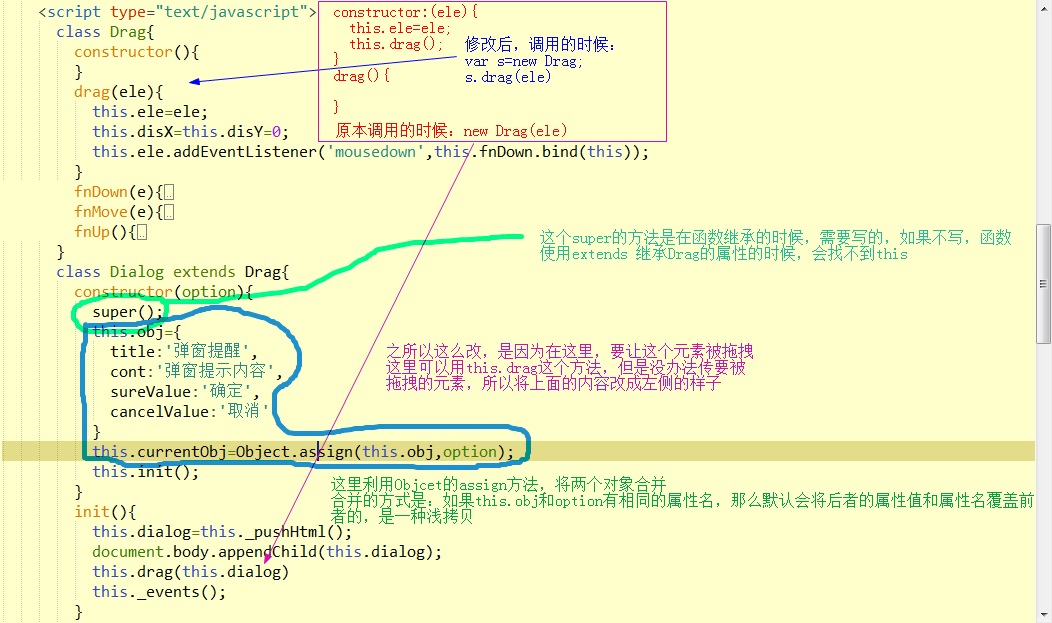 <script type="text/javascript">
class Drag{
constructor(){
}
drag(ele){
this.ele=ele;
this.disX=this.disY=0;
this.ele.addEventListener('mousedown',this.fnDown.bind(this));
}
fnDown(e){…
fnMove(e){…
fnUp(){…
}
constructor:(ele){
this.ele=ele;
this.drag();
}
drag(){
}
修改后，调用的时候：
var s=new Drag;
s.drag(ele)
原本调用的时候：new Drag(ele)
这个super的方法是在函数继承的时候，需要写的，如果不写，函数
使用extends 继承Drag的属性的时候，会找不到this
class Dialog extends Drag{
constructor(option){
super();
this.obj={
title:'弹窗提醒',
cont:'弹窗提示内容',
sureValue:'确定',
cancelValue:'取消'
}
this.currentObj=Object.assign(this.obj,option);
this.init();
}
之所以这么改，是因为在这里，要让这个元素被拖拽
这里可以用this.drag这个方法，但是没办法传要被
拖拽的元素，所以将上面的内容改成左侧的样子
这里利用Objcet的assign方法，将两个对象合并
合并的方式是：如果this.obj和option有相同的属性名，那么默认会将后者的属性值和属性名覆盖前
者的，是一种浅拷贝
init(){
this.dialog=this._pushHtml();
document.body.appendChild(this.dialog);
this.drag(this.dialog)
this._events();
}